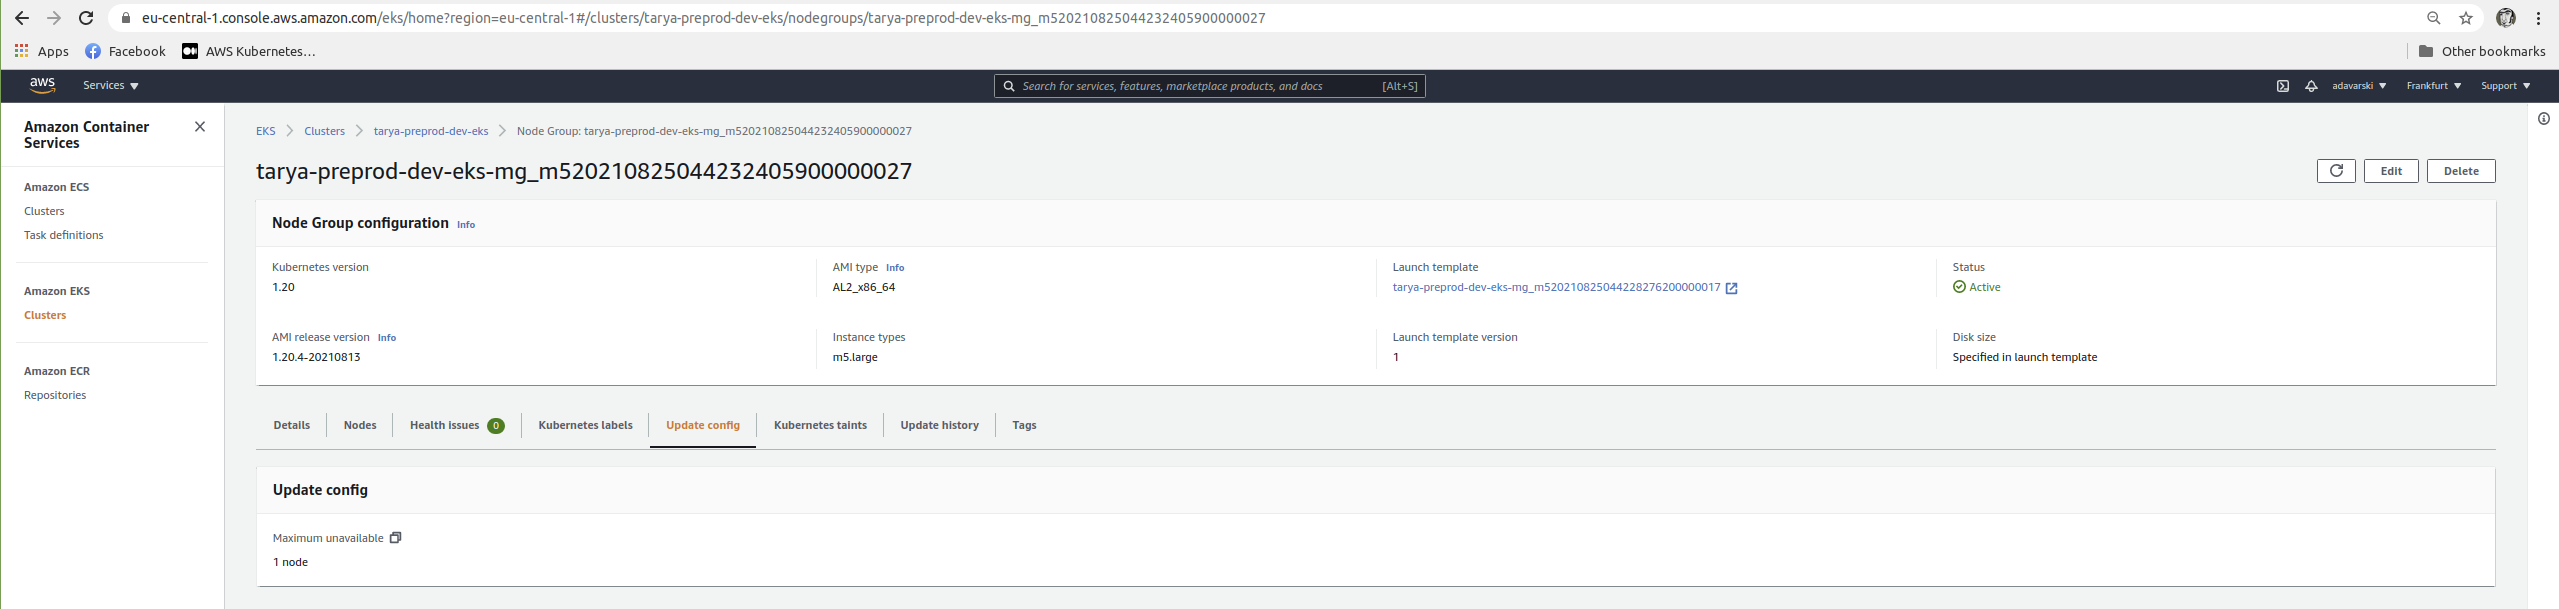 eu-central-1.console.aws.amazon.com/eks/home?region=eu-central-1#/clusters/tarya-preprod-dev-eks/nodegroups/tarya-preprod-dev-eks-mg_m520210825044232405900000027
Apps Facebook AWS Kubernetes... Other bookmarks
aws Services Search for services, features, marketplace products, and docs [Alt+S] adavarski Frankfurt Support
Amazon Container Services
Amazon ECS
Clusters
Task definitions
Amazon EKS
Clusters
Amazon ECR
Repositories
EKS Clusters tarya-preprod-dev-eks Node Group: tarya-preprod-dev-eks-mg_m520210825044232405900000027
tarya-preprod-dev-eks-mg_m520210825044232405900000027 Edit Delete
Node Group configuration Info
Kubernetes version AMI type Info Launch template Status
1.20 AL2_x86_64 tarya-preprod-dev-eks-mg_m520210825044228276200000017 Active
AMI release version Info Instance types Launch template version Disk size
1.20.4-20210813 m5.large 1 Specified in launch template
Details Nodes Health issues 0 Kubernetes labels Update config Kubernetes taints Update history Tags
Update config
Maximum unavailable
1 node